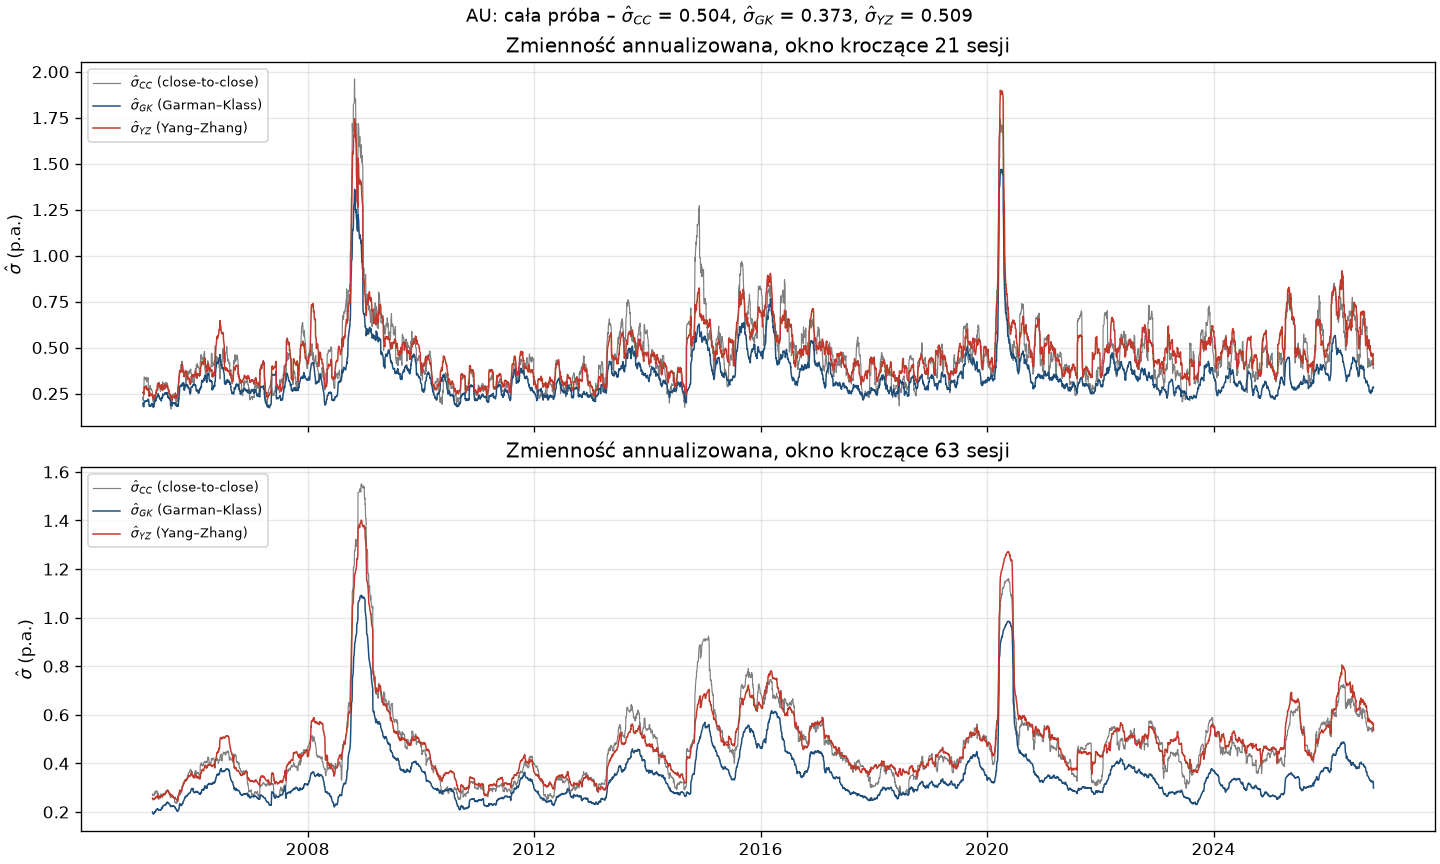 AU: cała próba – σ̂CC = 0.504, σ̂GK = 0.373, σ̂YZ = 0.509
Zmienność annualizowana, okno kroczące 21 sesji
σ̂CC (close-to-close)
σ̂GK (Garman–Klass)
σ̂YZ (Yang–Zhang)
σ̂ (p.a.)
2.00
1.75
1.50
1.25
1.00
0.75
0.50
0.25
Zmienność annualizowana, okno kroczące 63 sesji
σ̂CC (close-to-close)
σ̂GK (Garman–Klass)
σ̂YZ (Yang–Zhang)
σ̂ (p.a.)
1.6
1.4
1.2
1.0
0.8
0.6
0.4
0.2
2008 2012 2016 2020 2024